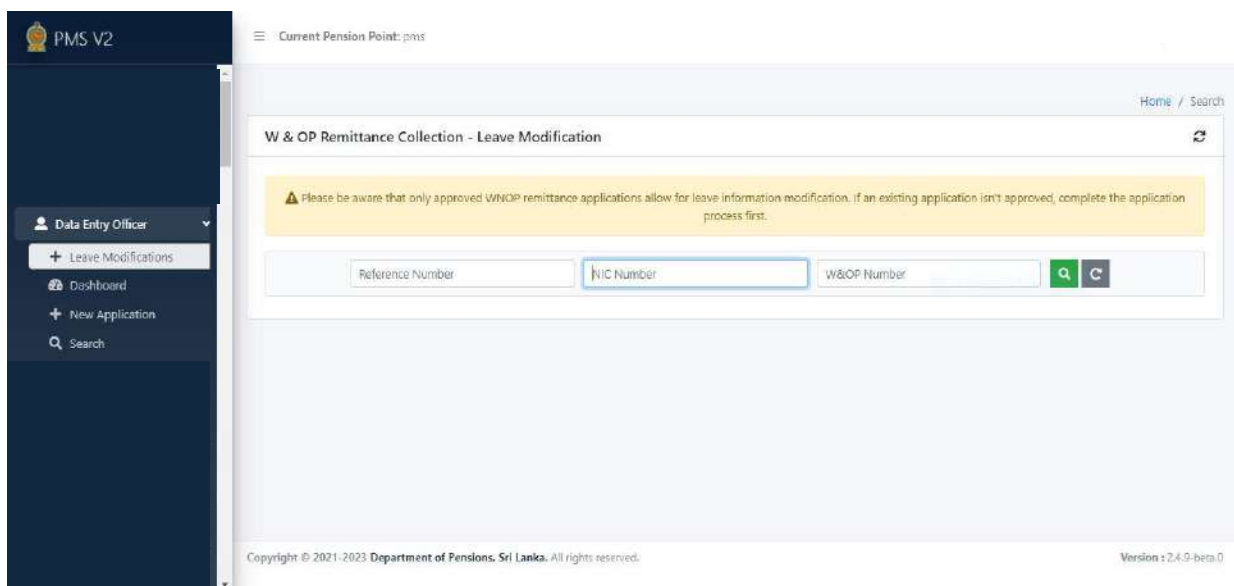 PMS V2
Current Pension Point: pms
Home / Search
W & OP Remittance Collection - Leave Modification
Please be aware that only approved WNOP remittance applications allow for leave information modification. If an existing application isn't approved, complete the application
process first.
Data Entry Officer
Leave Modifications
Dashboard
New Application
Search
Reference Number
NIC Number
W&OP Number
Copyright © 2021-2023 Department of Pensions. Sri Lanka. All rights reserved.
Version : 2.4.9-beta.0